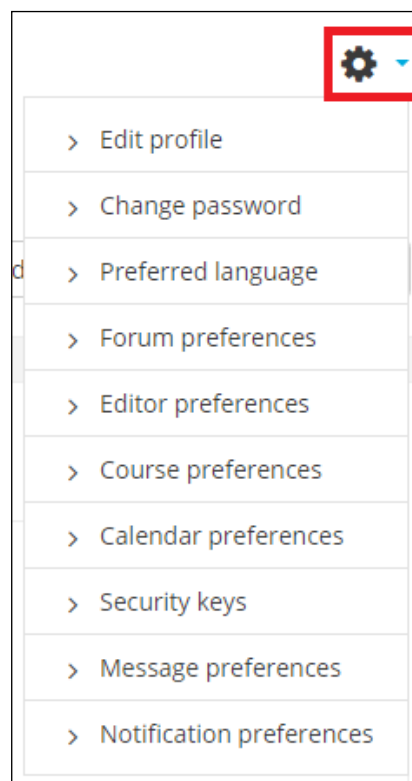 Edit profile
Change password
Preferred language
Forum preferences
Editor preferences
Course preferences
Calendar preferences
Security keys
Message preferences
Notification preferences